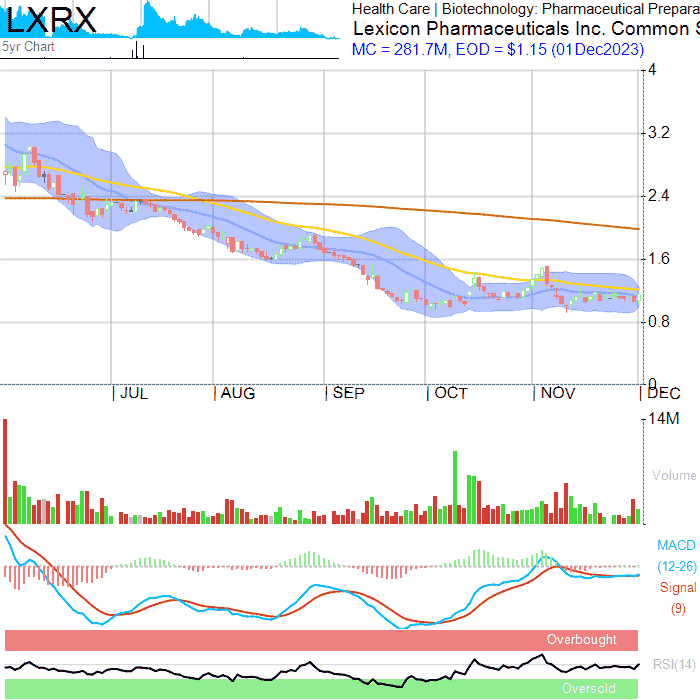 LXRX
5yr Chart
Health Care | Biotechnology: Pharmaceutical Prepara
Lexicon Pharmaceuticals Inc. Common S
MC = 281.7M, EOD = $1.15 (01Dec2023)
4
3.2
2.4
1.6
0.8
0
JUL
AUG
SEP
OCT
NOV
DEC
14M
Volume
MACD
(12-26)
Signal
(9)
Overbought
RSI(14)
Oversold